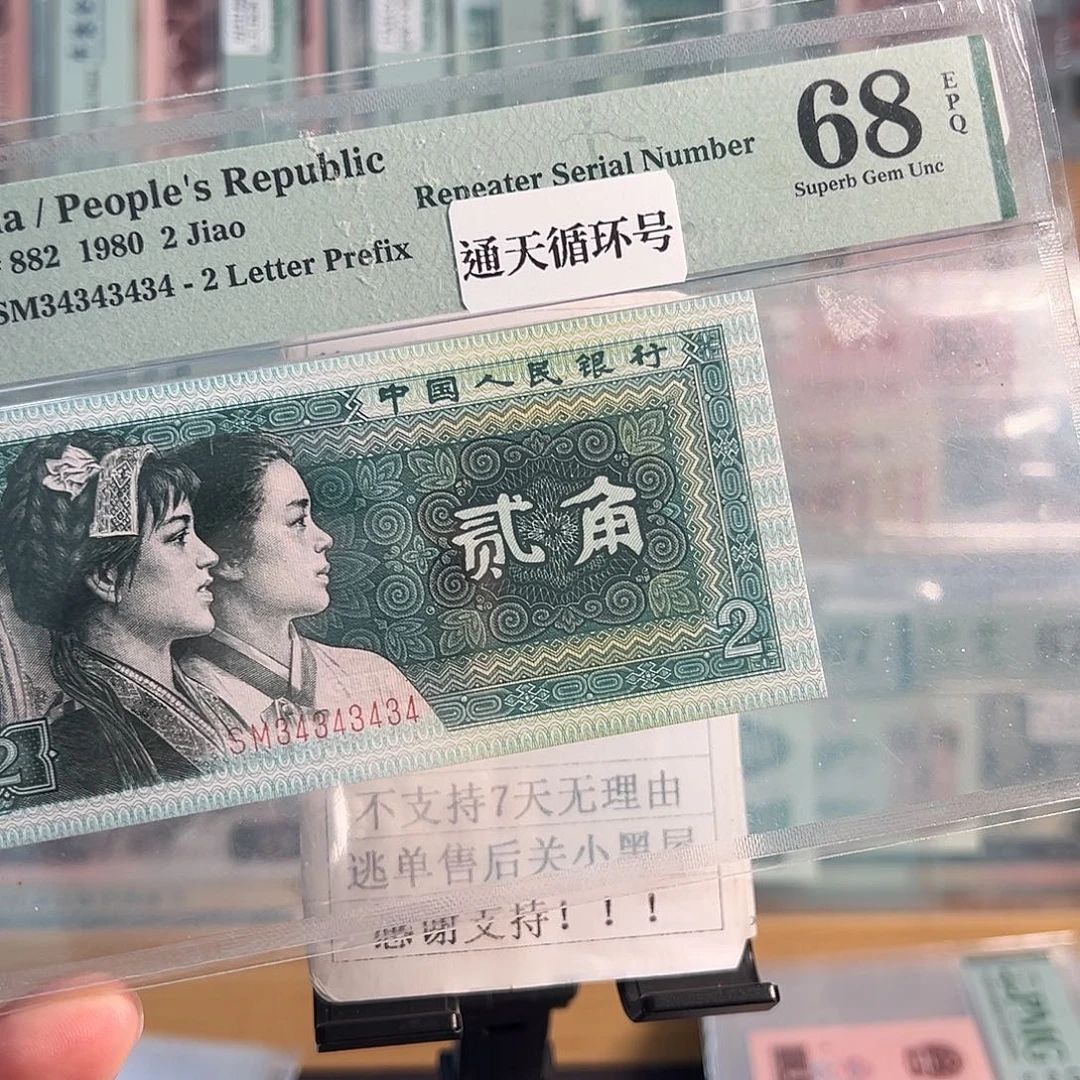 a / People's Republic
882 1980 2 Jiao
SM34343434 - 2 Letter Prefix
Repeater Serial Number
68
EPQ
Superb Gem Unc
通天循环号
中国人民银行
贰角
2
2
SM34343434
不支持7天无理由
逃单售后关小黑屋
感谢支持！！！
PMG